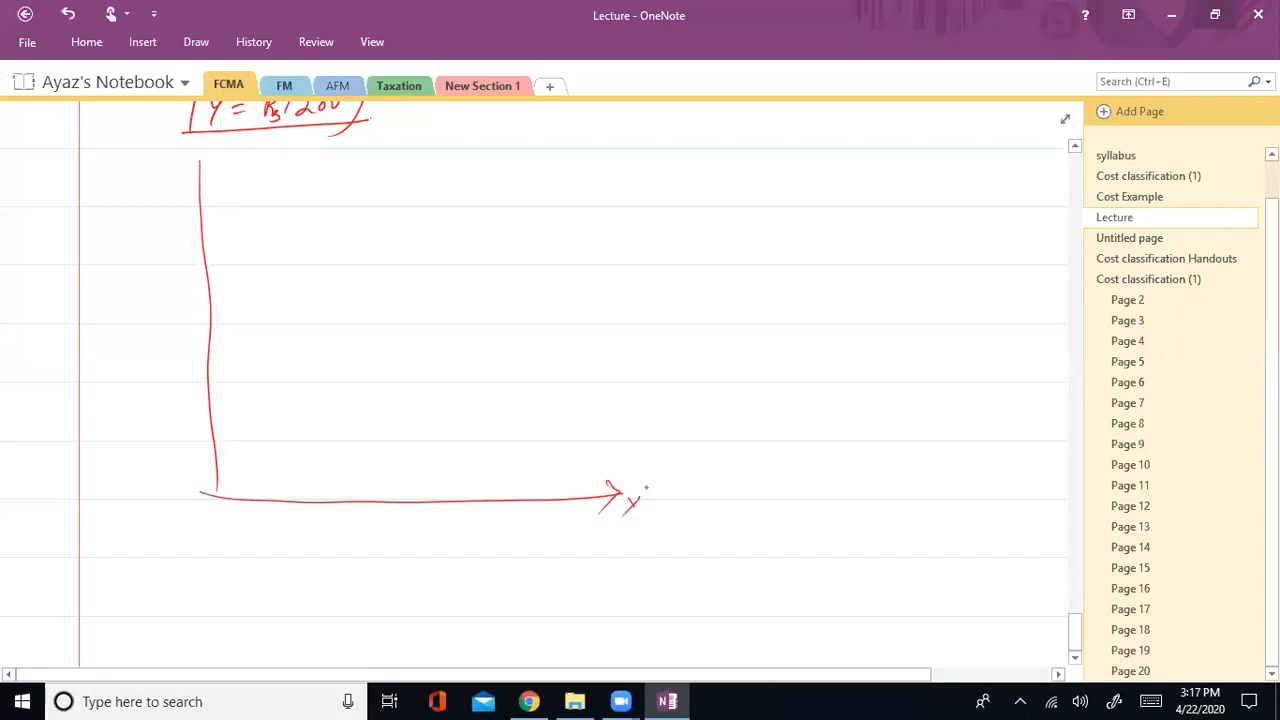 Lecture - OneNote
File Home Insert Draw History Review View
Ayaz's Notebook FCMA FM AFM Taxation New Section 1
Search (Ctrl+E)
Add Page
Y = Rs 1200
syllabus
Cost classification (1)
Cost Example
Lecture
Untitled page
Cost classification Handouts
Cost classification (1)
Page 2
Page 3
Page 4
Page 5
Page 6
Page 7
Page 8
Page 9
Page 10
Page 11
Page 12
Page 13
Page 14
Page 15
Page 16
Page 17
Page 18
Page 19
Page 20
X
Type here to search
3:17 PM
4/22/2020